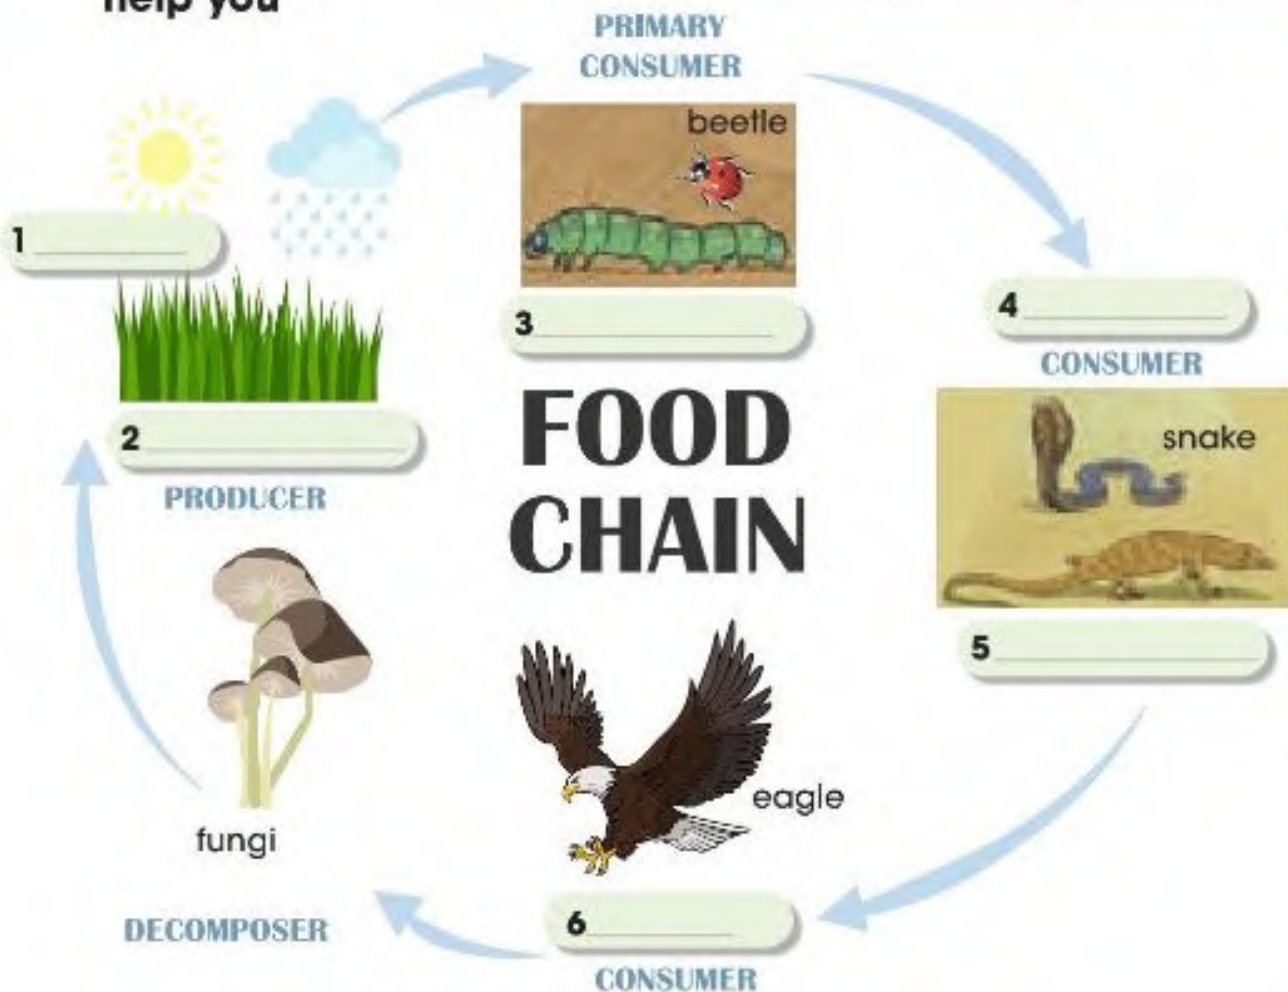 help you
PRIMARY
CONSUMER
beetle
1
3
4
CONSUMER
2
PRODUCER
FOOD
CHAIN
snake
5
eagle
fungi
DECOMPOSER
6
CONSUMER